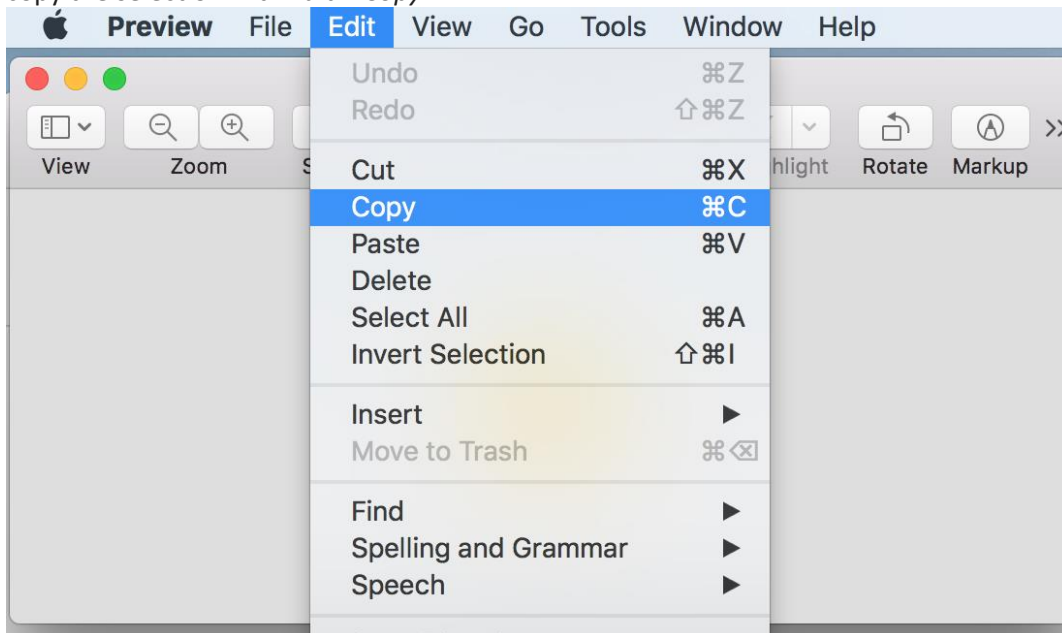 Preview File Edit View Go Tools Window Help
Undo ⌘Z
Redo ⇧⌘Z
View Zoom S hlight Rotate Markup
Cut ⌘X
Copy ⌘C
Paste ⌘V
Delete
Select All ⌘A
Invert Selection ⇧⌘I
Insert ▶
Move to Trash ⌘⌫
Find ▶
Spelling and Grammar ▶
Speech ▶